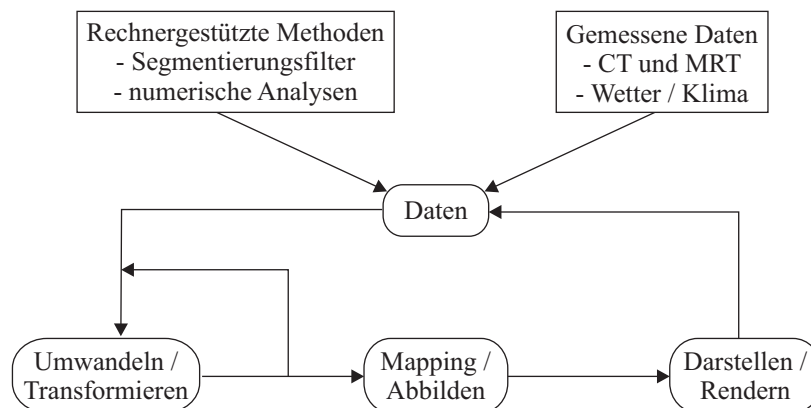 Rechnergestützte Methoden
- Segmentierungsfilter
- numerische Analysen
Gemessene Daten
- CT und MRT
- Wetter / Klima
Daten
Umwandeln /
Transformieren
Mapping /
Abbilden
Darstellen /
Rendern